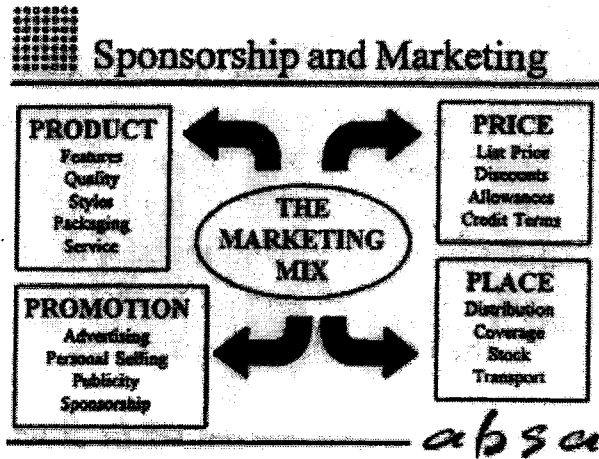 Sponsorship and Marketing
PRODUCT
Features
Quality
Styles
Packaging
Service
PRICE
List Price
Discounts
Allowances
Credit Terms
THE
MARKETING
MIX
PROMOTION
Advertising
Personal Selling
Publicity
Sponsorship
PLACE
Distribution
Coverage
Stock
Transport
absa